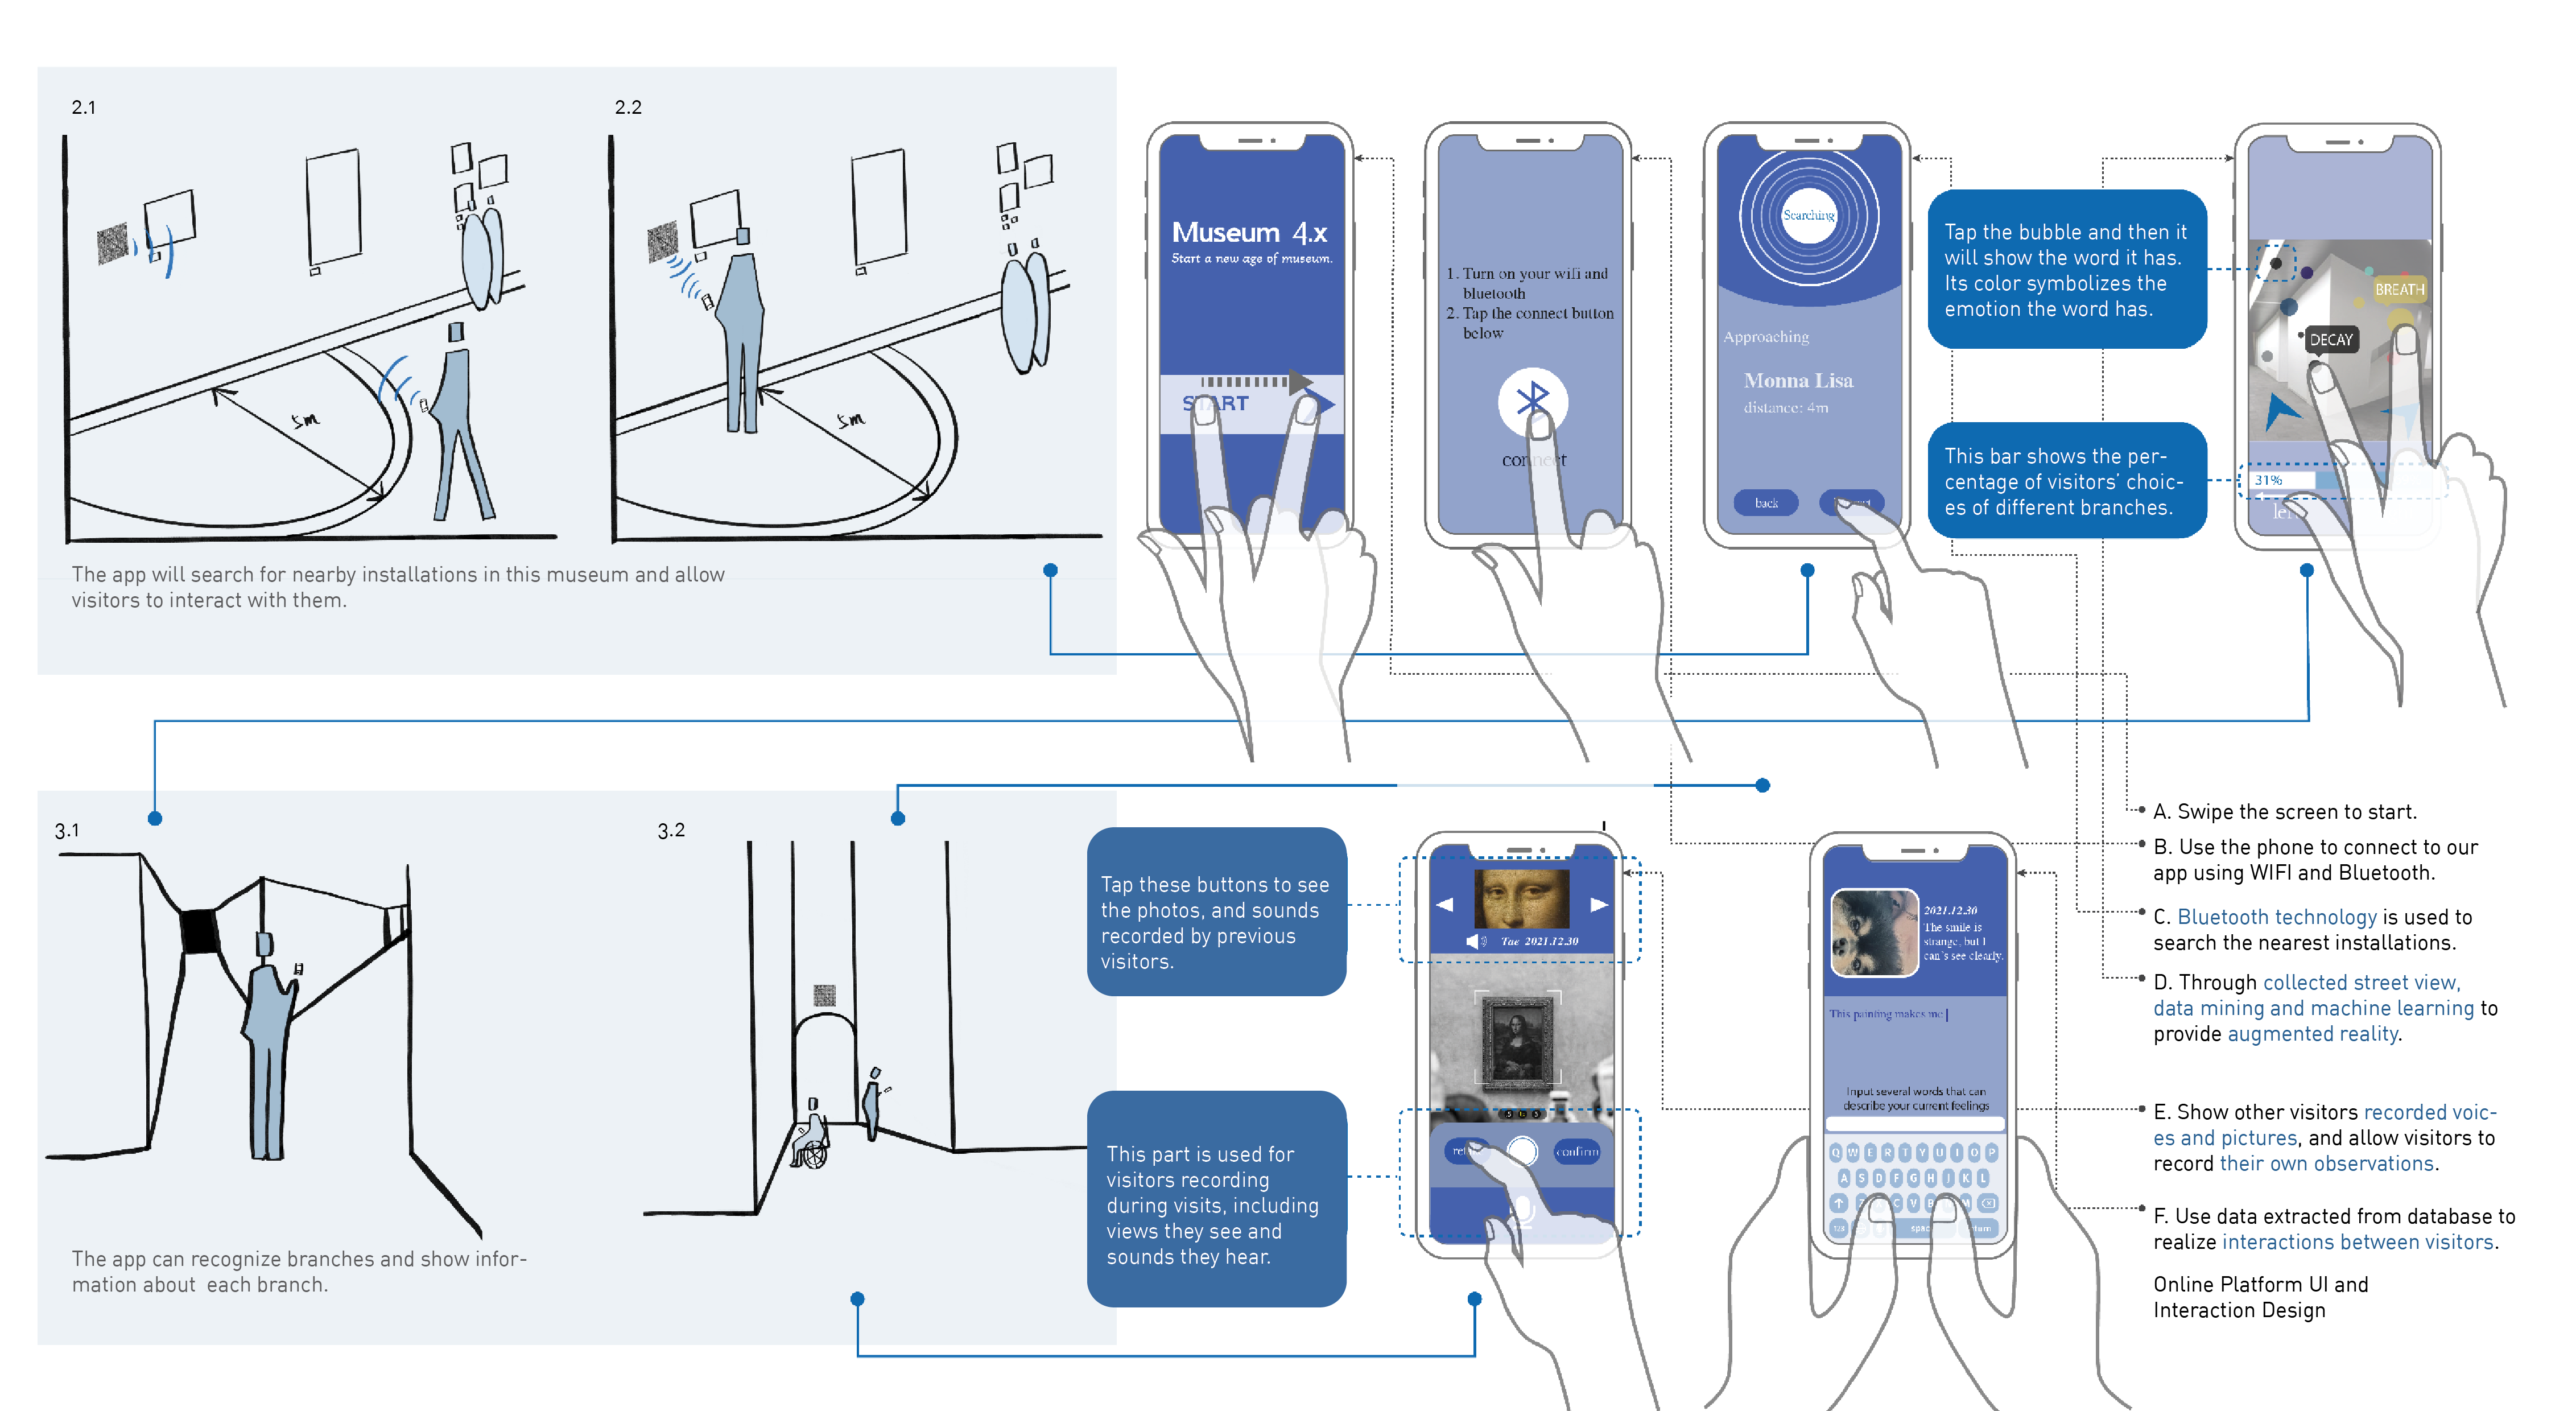 2.1
2.2
5m
5m
The app will search for nearby installations in this museum and allow
visitors to interact with them.
Museum 4.x
Start a new age of museum.
START
1. Turn on your wifi and
bluetooth
2. Tap the connect button
below
connect
Searching
Approaching
Monna Lisa
distance: 4m
back
Tap the bubble and then it
will show the word it has.
Its color symbolizes the
emotion the word has.
This bar shows the per-
centage of visitors' choic-
es of different branches.
BREATH
DECAY
31%
3.1
3.2
The app can recognize branches and show infor-
mation about each branch.
Tap these buttons to see
the photos, and sounds
recorded by previous
visitors.
This part is used for
visitors recording
during visits, including
views they see and
sounds they hear.
Tue 2021.12.30
confirm
2021.12.30
The smile is
strange, but I
can's see clearly.
This painting makes me
Input several words that can
describe your current feelings
Q W E R T Y U I O P
A S D F G H J K L
C V B M
A. Swipe the screen to start.
B. Use the phone to connect to our
app using WIFI and Bluetooth.
C. Bluetooth technology is used to
search the nearest installations.
D. Through collected street view,
data mining and machine learning to
provide augmented reality.
E. Show other visitors recorded voic-
es and pictures, and allow visitors to
record their own observations.
F. Use data extracted from database to
realize interactions between visitors.
Online Platform UI and
Interaction Design